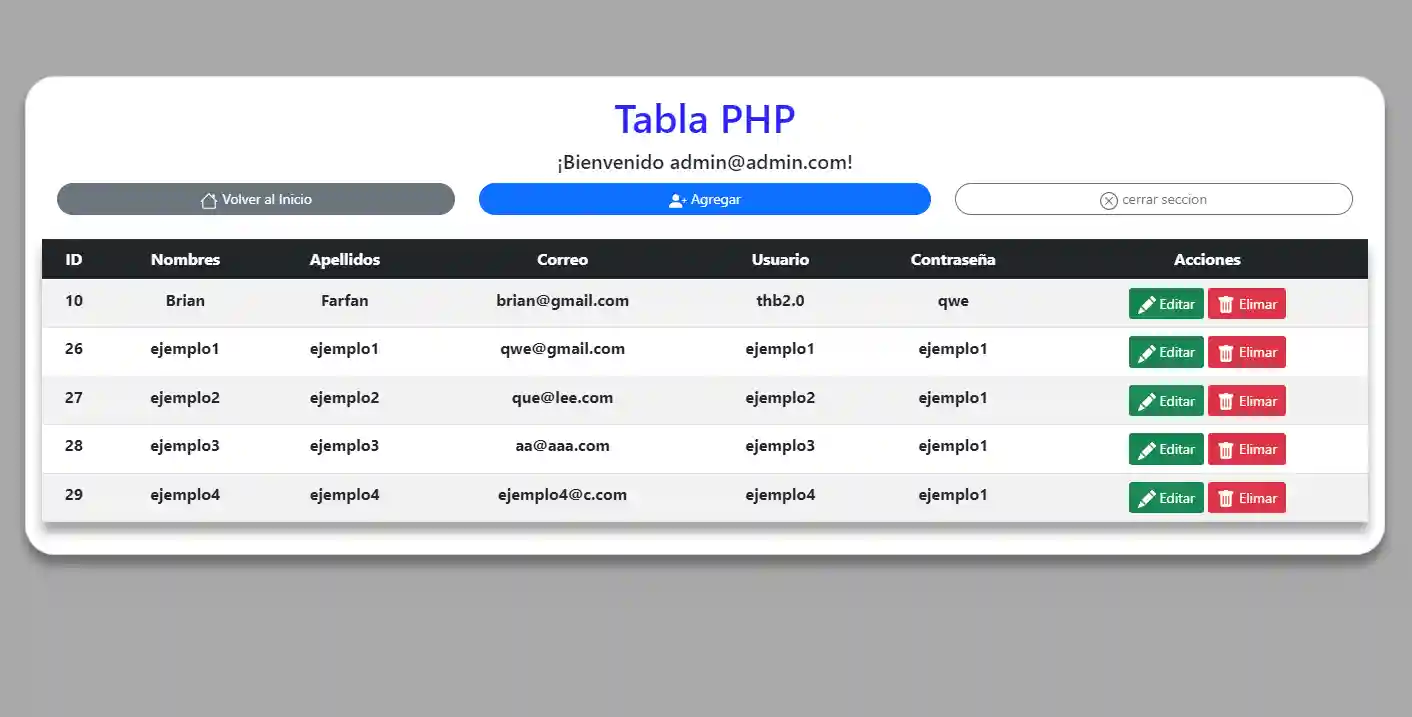 Tabla PHP
¡Bienvenido admin@admin.com!
Volver al Inicio Agregar cerrar seccion
ID Nombres Apellidos Correo Usuario Contraseña Acciones
10 Brian Farfan brian@gmail.com thb2.0 qwe Editar Elimar
26 ejemplo1 ejemplo1 qwe@gmail.com ejemplo1 ejemplo1 Editar Elimar
27 ejemplo2 ejemplo2 que@lee.com ejemplo2 ejemplo1 Editar Elimar
28 ejemplo3 ejemplo3 aa@aaa.com ejemplo3 ejemplo1 Editar Elimar
29 ejemplo4 ejemplo4 ejemplo4@c.com ejemplo4 ejemplo1 Editar Elimar